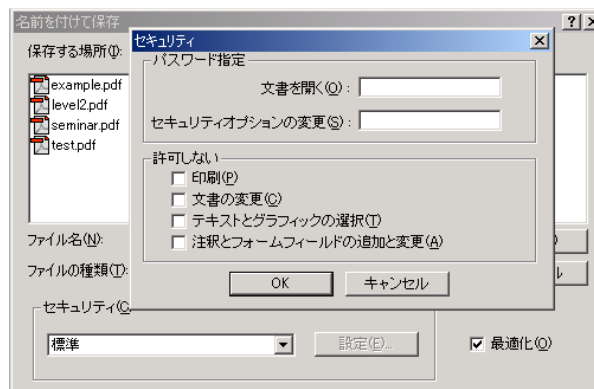 名前を付けて保存
保存する場所(I):
example.pdf
level2.pdf
seminar.pdf
test.pdf
ファイル名(N):
ファイルの種類(T):
セキュリティ(C
標準
設定(E)...
最適化(O)
セキュリティ
パスワード指定
文書を開く(O) :
セキュリティオプションの変更(S) :
許可しない
印刷(P)
文書の変更(C)
テキストとグラフィックの選択(T)
注釈とフォームフィールドの追加と変更(A)
OK
キャンセル